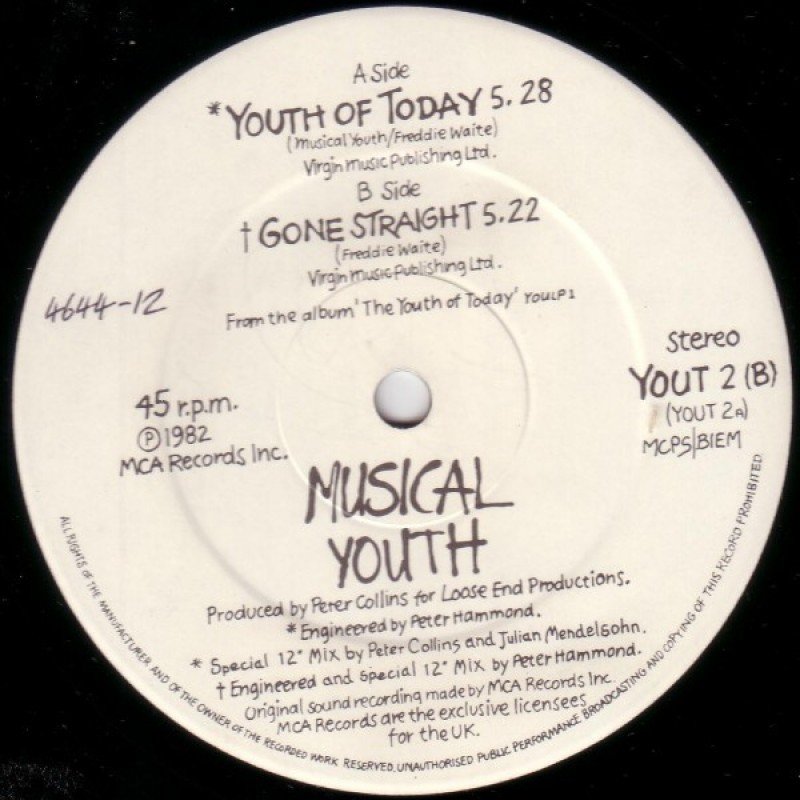 A Side
* YOUTH OF TODAY 5. 28
(Musical Youth/Freddie Waite)
Virgin Music Publishing Ltd.
B Side
† GONE STRAIGHT 5.22
(Freddie Waite)
Virgin Music Publishing Ltd.
From the album 'The Youth of Today' YOULP1
4644-12
Stereo
YOUT 2 (B)
(YOUT 2A)
MCPS/BIEM
45 r.p.m.
Ⓟ1982
MCA Records Inc.
MUSICAL
YOUTH
Produced by Peter Collins for Loose End Productions.
* Engineered by Peter Hammond.
* Special 12" Mix by Peter Collins and Julian Mendelsohn.
† Engineered and Special 12" Mix by Peter Hammond.
Original sound recording made by MCA Records Inc
MCA Records are the exclusive licensees
for the UK.
ALL RIGHTS OF THE MANUFACTURER AND OF THE OWNER OF THE RECORDED WORK RESERVED. UNAUTHORISED PUBLIC PERFORMANCE BROADCASTING AND COPYING OF THIS RECORD PROHIBITED